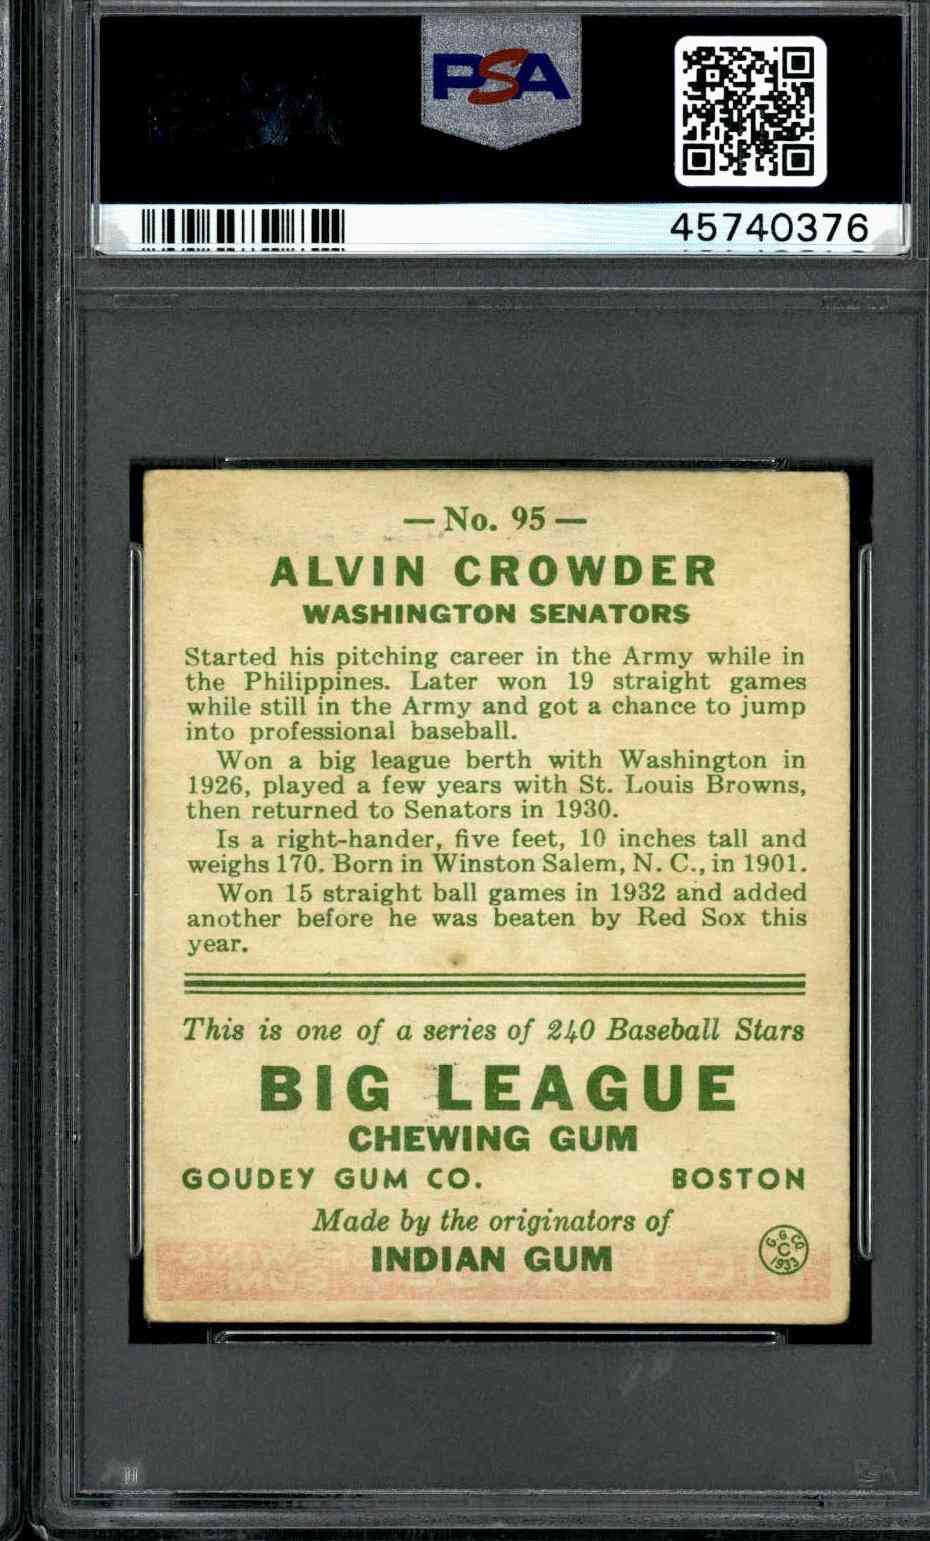 PSA
45740376
— No. 95 —
ALVIN CROWDER
WASHINGTON SENATORS
Started his pitching career in the Army while in
the Philippines. Later won 19 straight games
while still in the Army and got a chance to jump
into professional baseball.
Won a big league berth with Washington in
1926, played a few years with St. Louis Browns,
then returned to Senators in 1930.
Is a right-hander, five feet, 10 inches tall and
weighs 170. Born in Winston Salem, N. C., in 1901.
Won 15 straight ball games in 1932 and added
another before he was beaten by Red Sox this
year.
This is one of a series of 240 Baseball Stars
BIG LEAGUE
CHEWING GUM
GOUDEY GUM CO. BOSTON
Made by the originators of
INDIAN GUM
G. G. Co
C
1933